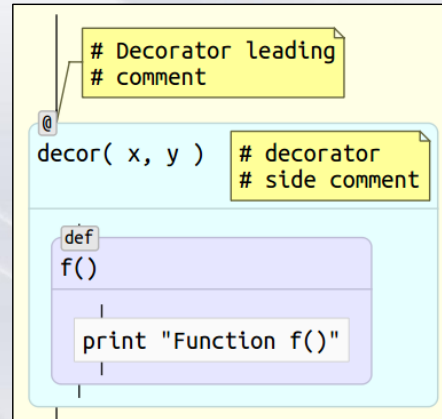 # Decorator leading
# comment
@
decor( x, y )
# decorator
# side comment
def
f()
print "Function f()"